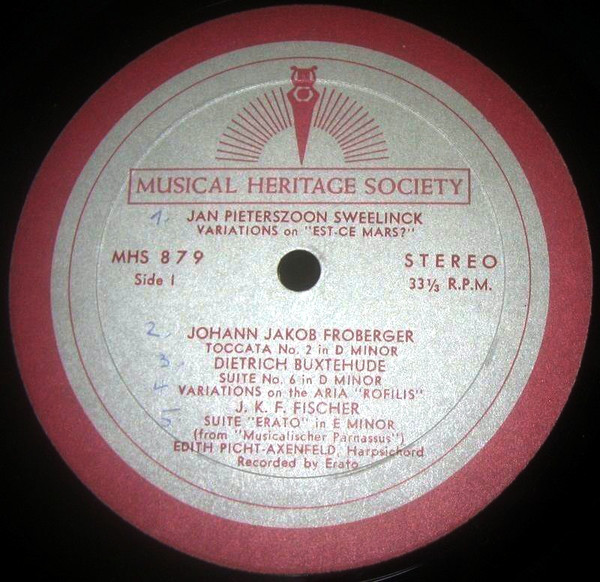 MUSICAL HERITAGE SOCIETY
1. JAN PIETERSZOON SWEELINCK
VARIATIONS on "EST-CE MARS?"
MHS 879
Side 1
STEREO
33⅓ R.P.M.
2. JOHANN JAKOB FROBERGER
TOCCATA No. 2 in D MINOR
3. DIETRICH BUXTEHUDE
SUITE No. 6 in D MINOR
4 VARIATIONS on the ARIA "ROFILIS"
J. K. F. FISCHER
5 SUITE "ERATO" in E MINOR
(from "Musicalischer Parnassus")
EDITH PICHT-AXENFELD, Harpsichord
Recorded by Erato